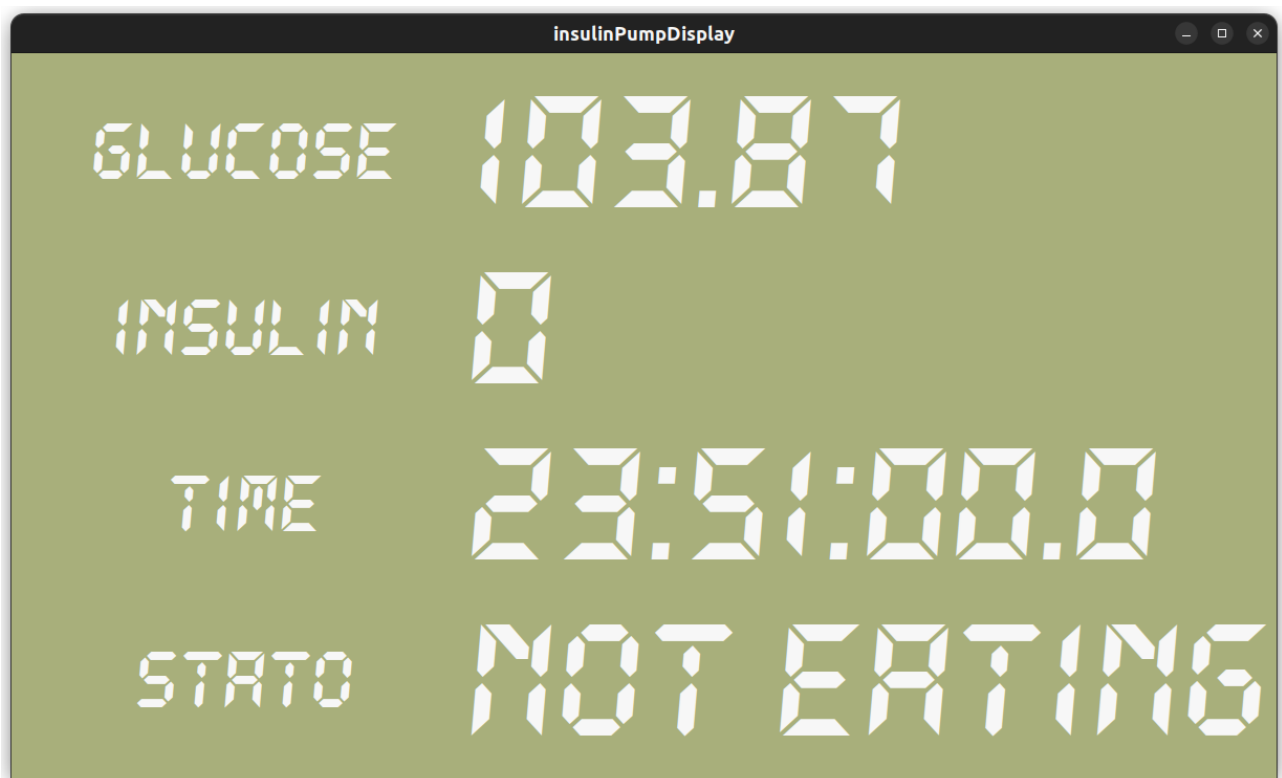 insulinPumpDisplay
GLUCOSE 103.87
INSULIN 0
TIME 23:51:00.0
STATO NOT EATING